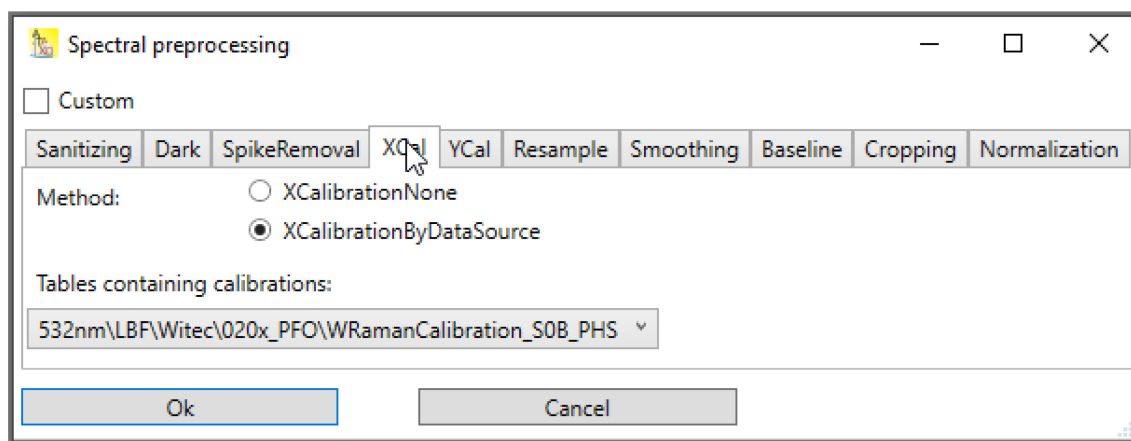 Spectral preprocessing
Custom
Sanitizing Dark SpikeRemoval XCal YCal Resample Smoothing Baseline Cropping Normalization
Method: XCalibrationNone
XCalibrationByDataSource
Tables containing calibrations:
532nm\LBF\Witec\020x_PFO\WRamanCalibration_S0B_PHS
Ok Cancel